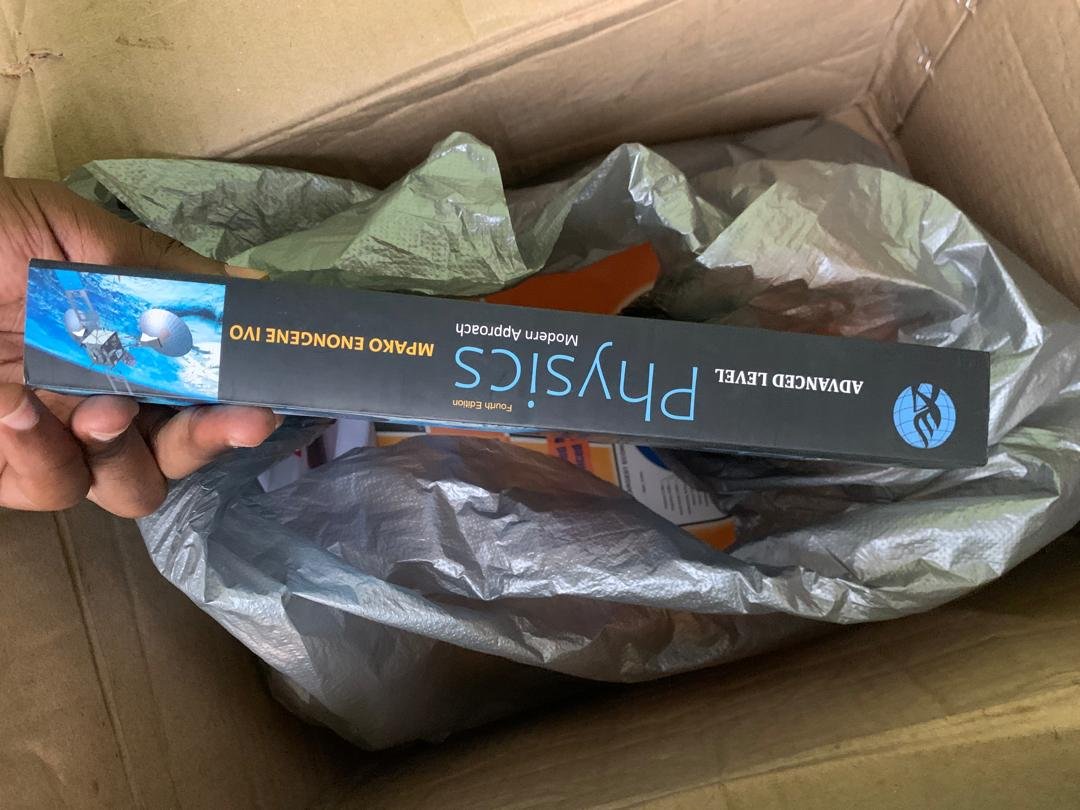 ADVANCED LEVEL
Physics
Modern Approach
Fourth Edition
MPAKO ENONGENE IVO